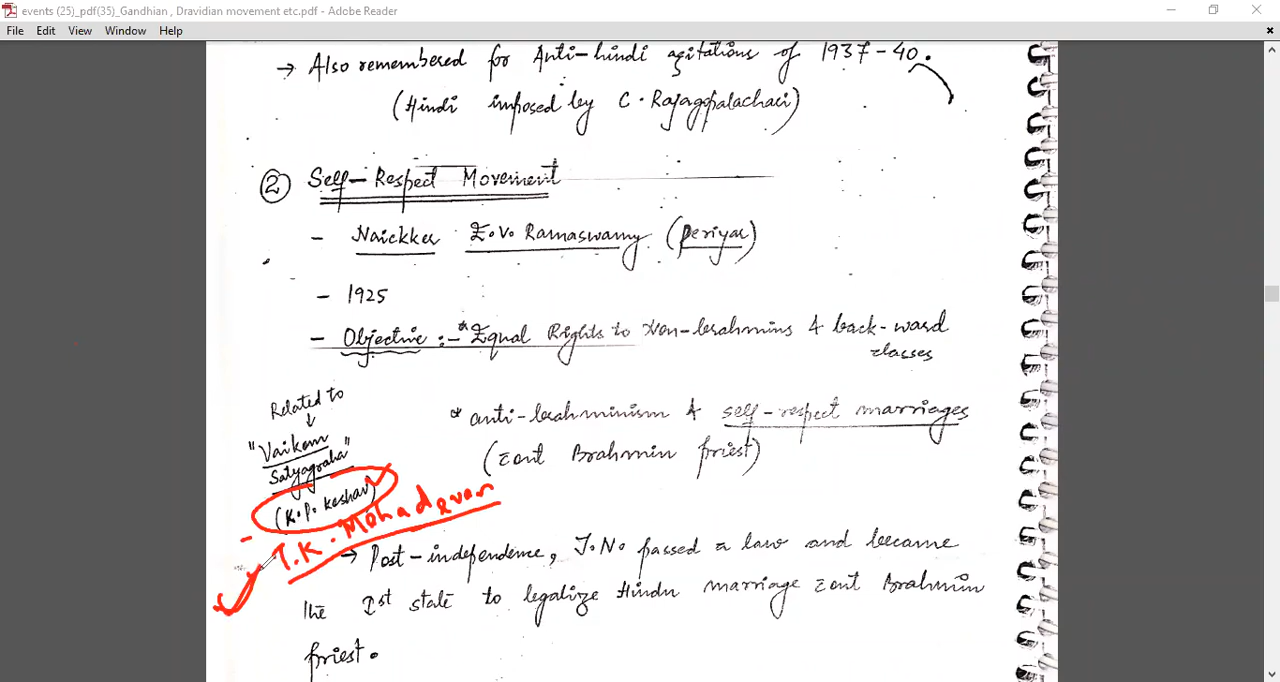 events (25)_pdf(35)_Gandhian , Dravidian movement etc.pdf - Adobe Reader
File Edit View Window Help
→ Also remembered for Anti-hindi agitations of 1937-40.
(Hindi imposed by C. Rajagopalachari)
② Self-Respect Movement
- Naickker E.V. Ramaswamy (Periyar)
- 1925
- Objective :- * Equal Rights to Non-brahmins & back-ward
classes
Related to
↓
"Vaikom
Satyagraha"
(K.P. Keshav)
- T.K. Mohadevan
* anti-brahminism & self-respect marriages
(Brahmin priest)
→ Post-independence, T.N. passed a law and became
the 1st state to legalize Hindu marriage Brahmin
priest.